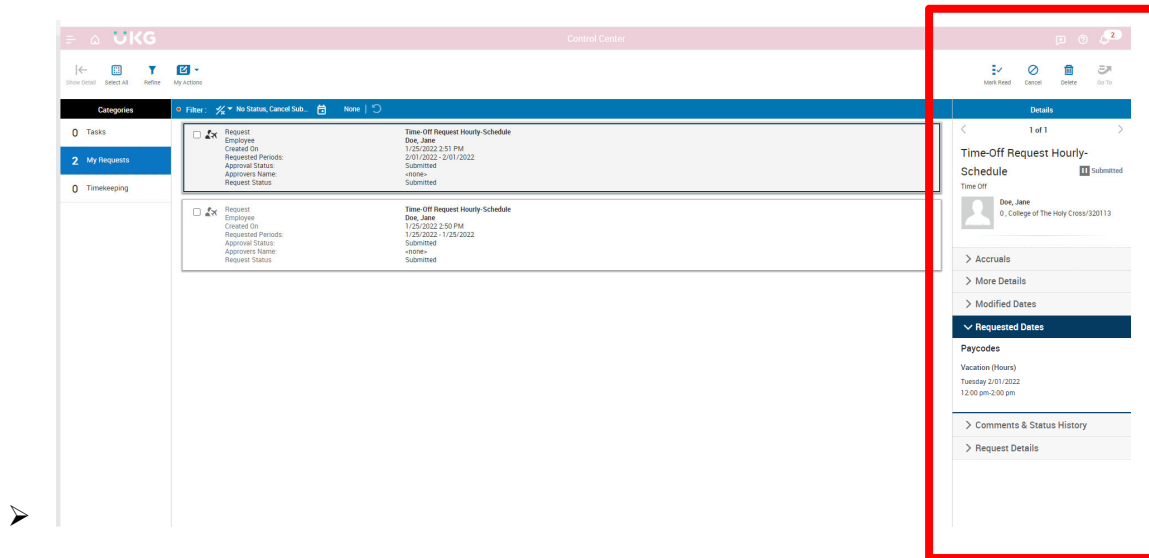 UKG
Control Center
2
Show Detail
Select All
Refine
My Actions
Mark Read
Cancel
Delete
Go To
Categories
0 Tasks
2 My Requests
0 Timekeeping
Filter : No Status, Cancel Sub... None |
Request Time-Off Request Hourly-Schedule
Employee Doe, Jane
Created On 1/25/2022 2:51 PM
Requested Periods: 2/01/2022 - 2/01/2022
Approval Status: Submitted
Approvers Name: <none>
Request Status Submitted
Request Time-Off Request Hourly-Schedule
Employee Doe, Jane
Created On 1/25/2022 2:50 PM
Requested Periods: 1/25/2022 - 1/25/2022
Approval Status: Submitted
Approvers Name: <none>
Request Status Submitted
Details
1 of 1
Time-Off Request Hourly-
Schedule Submitted
Time Off
Doe, Jane
0 , College of The Holy Cross/320113
Accruals
More Details
Modified Dates
Requested Dates
Paycodes
Vacation (Hours)
Tuesday 2/01/2022
12:00 pm-2:00 pm
Comments & Status History
Request Details